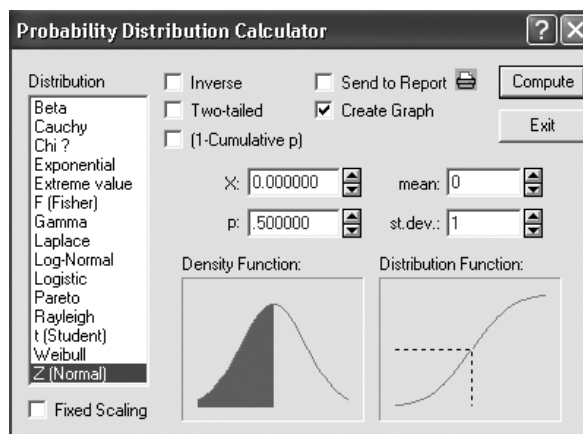 Probability Distribution Calculator
Distribution
Beta
Cauchy
Chi ?
Exponential
Extreme value
F (Fisher)
Gamma
Laplace
Log-Normal
Logistic
Pareto
Rayleigh
t (Student)
Weibull
Z (Normal)
Fixed Scaling
Inverse
Two-tailed
(1-Cumulative p)
Send to Report
Create Graph
Compute
Exit
X: 0.000000
p: .500000
mean: 0
st.dev.: 1
Density Function:
Distribution Function: